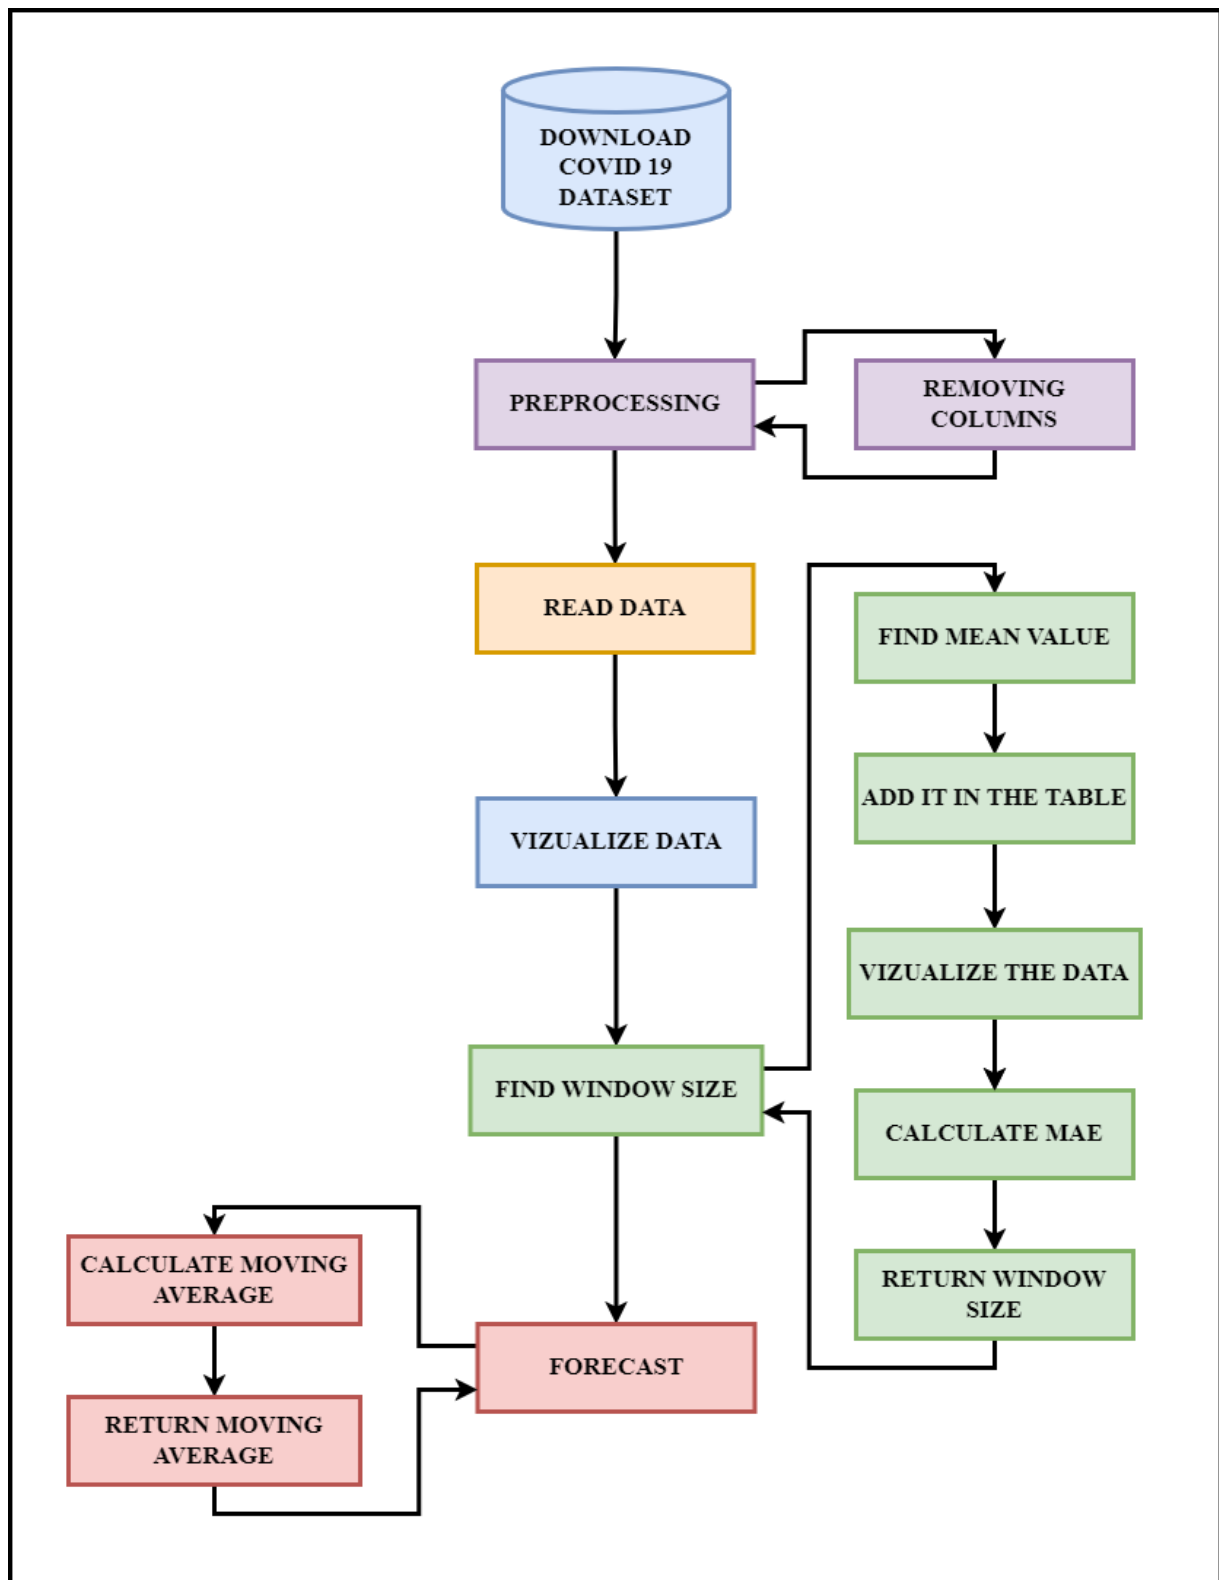 DOWNLOAD
COVID 19
DATASET
PREPROCESSING
REMOVING
COLUMNS
READ DATA
VIZUALIZE DATA
FIND WINDOW SIZE
FIND MEAN VALUE
ADD IT IN THE TABLE
VIZUALIZE THE DATA
CALCULATE MAE
RETURN WINDOW
SIZE
FORECAST
CALCULATE MOVING
AVERAGE
RETURN MOVING
AVERAGE